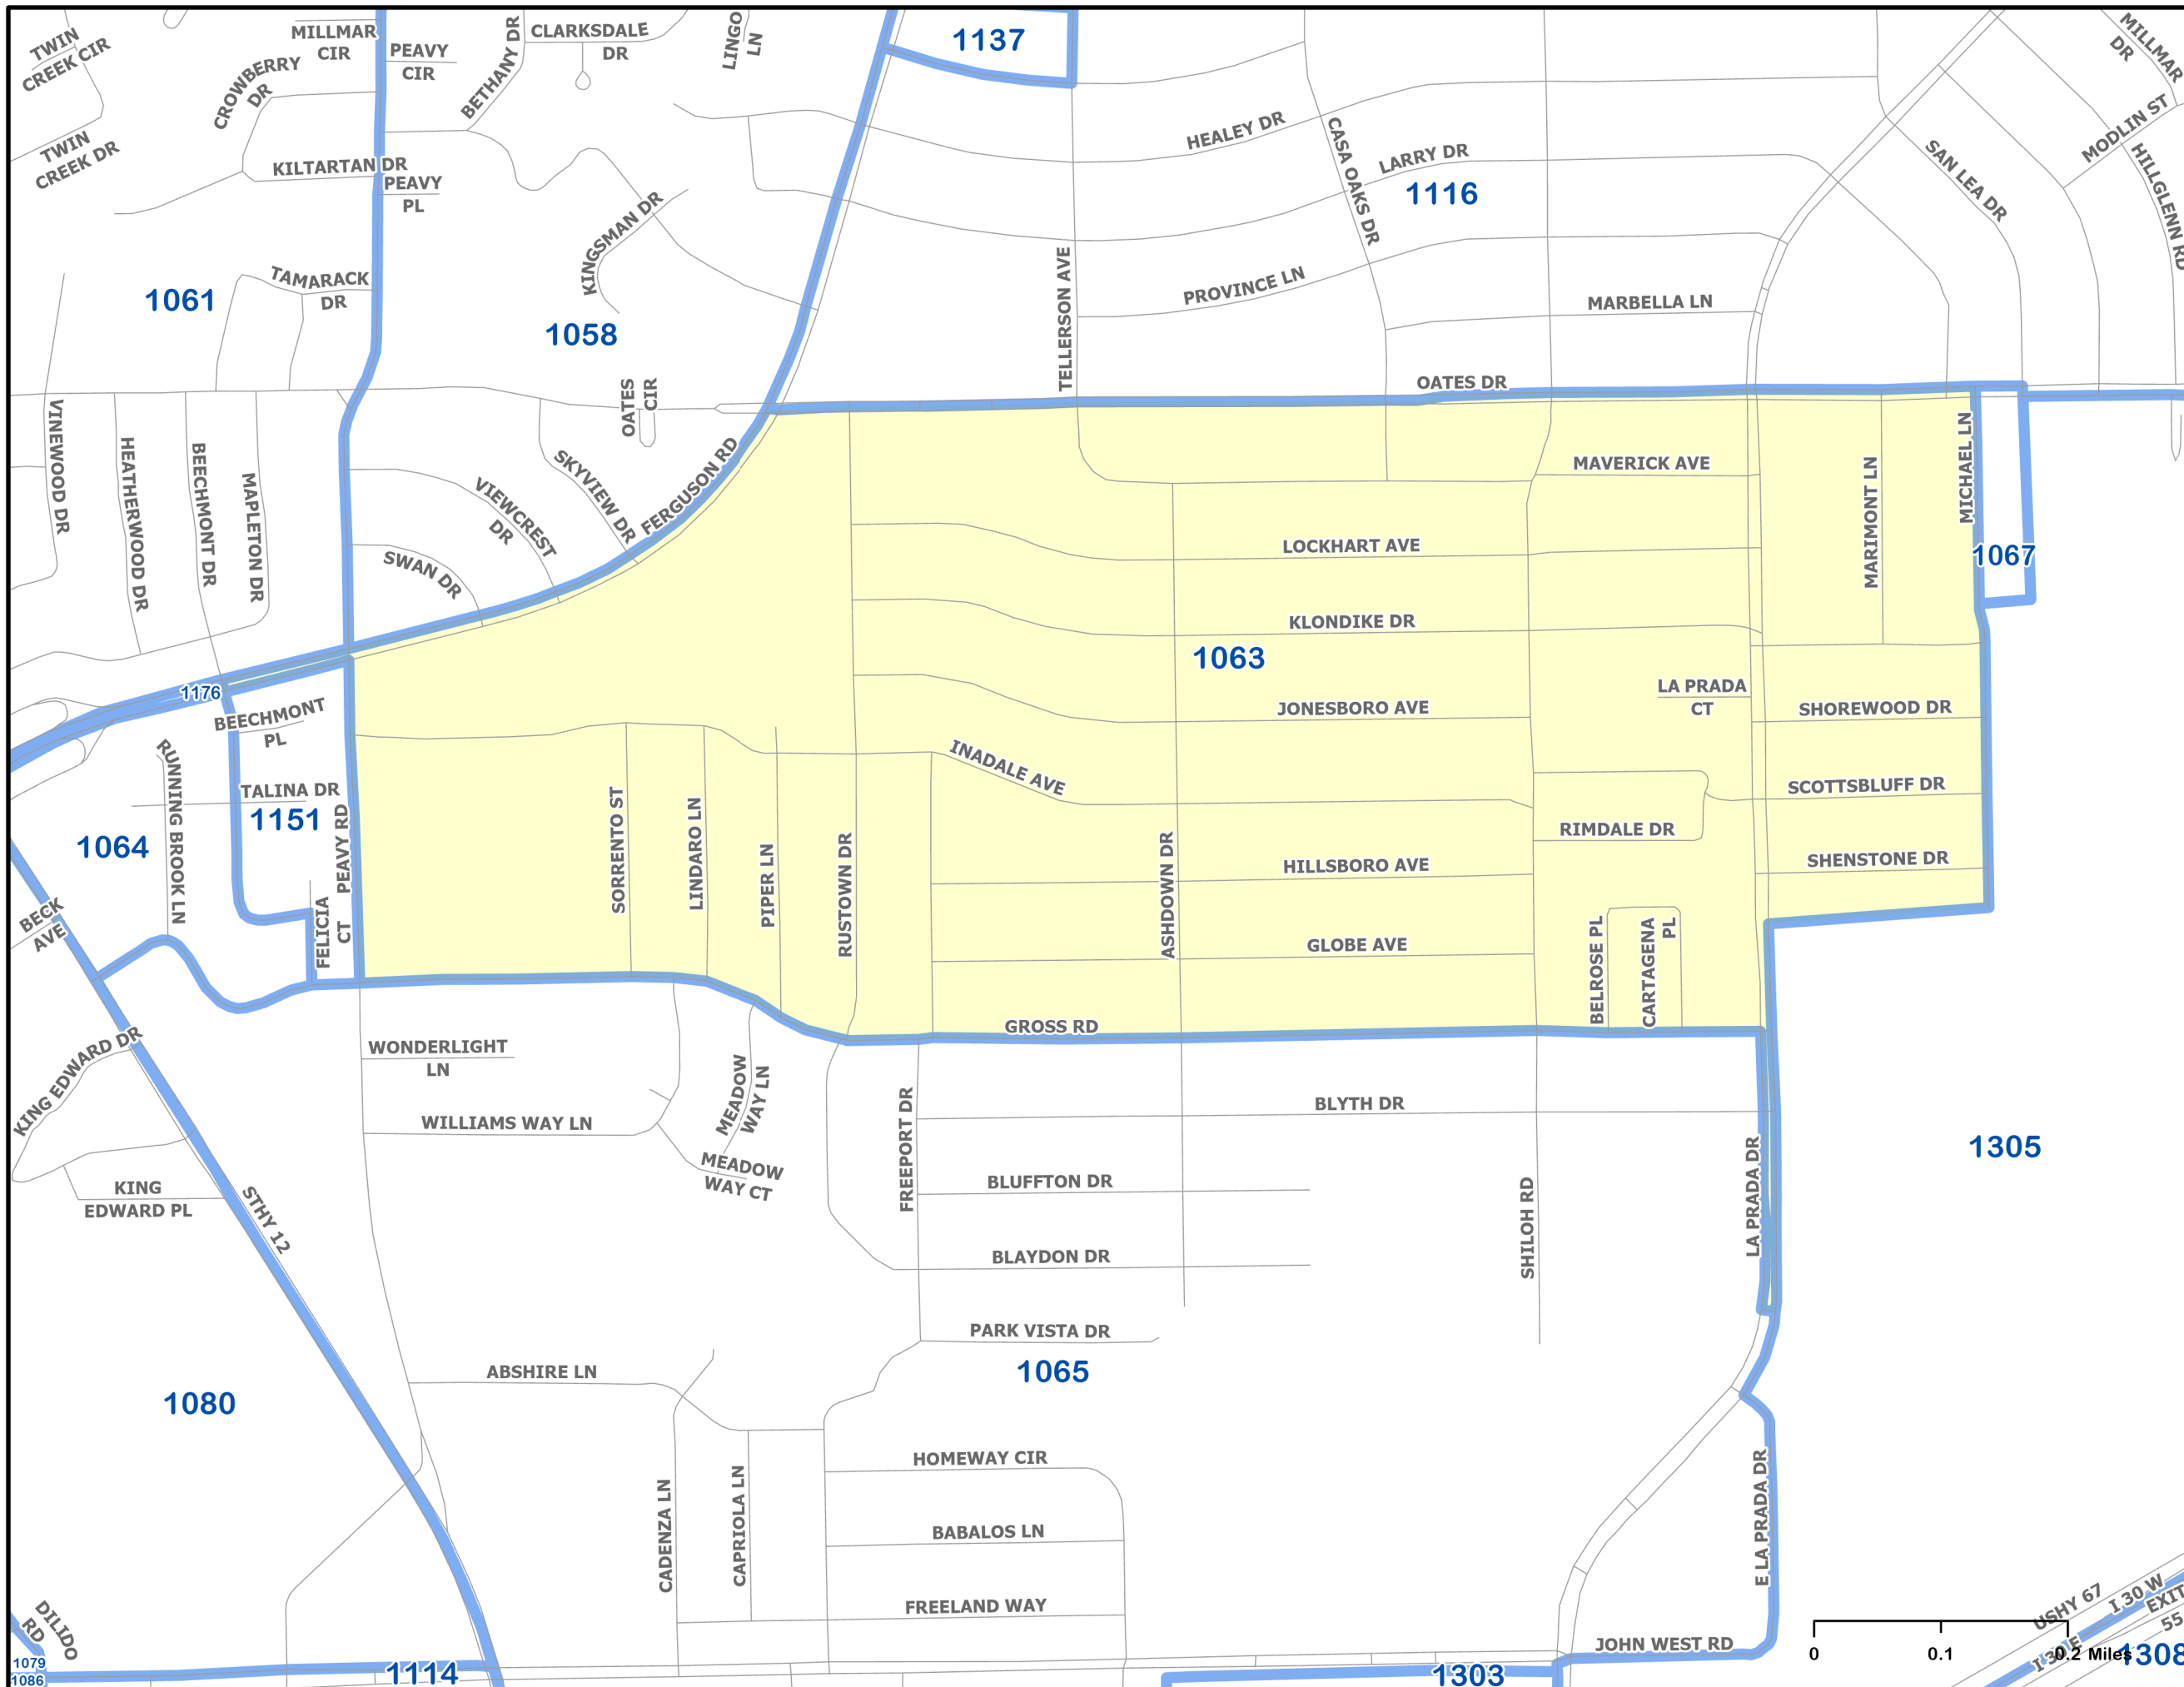 TWIN
CREEK CIR
MILLMAR
CIR
PEAVY
CIR
BETHANY DR
CLARKSDALE
DR
LINGO
LN
1137
MILLMAR
DR
CROWBERRY
DR
TWIN
CREEK DR
KILTARTAN DR
PEAVY
PL
KINGSMAN DR
HEALEY DR
CASA OAKS DR
LARRY DR
1116
SAN LEA DR
MODLIN ST
HILLGLENN RD
TAMARACK
DR
1061
1058
TELLERSON AVE
PROVINCE LN
MARBELLA LN
OATES
CIR
OATES DR
VINEWOOD DR
HEATHERWOOD DR
BEECHMONT DR
MAPLETON DR
VIEWCREST
DR
SKYVIEW DR
FERGUSON RD
SWAN DR
MAVERICK AVE
MARIMONT LN
MICHAEL LN
LOCKHART AVE
1067
KLONDIKE DR
1063
1176
BEECHMONT
PL
LA PRADA
CT
JONESBORO AVE
SHOREWOOD DR
INADALE AVE
RUNNING BROOK LN
TALINA DR
1151
1064
PEAVY RD
SORRENTO ST
LINDARO LN
PIPER LN
RUSTOWN DR
ASHDOWN DR
SCOTTSBLUFF DR
RIMDALE DR
HILLSBORO AVE
SHENSTONE DR
BECK
AVE
FELICIA
CT
GLOBE AVE
BELROSE PL
CARTAGENA
PL
GROSS RD
KING EDWARD DR
WONDERLIGHT
LN
WILLIAMS WAY LN
MEADOW
WAY LN
MEADOW
WAY CT
FREEPORT DR
BLYTH DR
1305
LA PRADA DR
KING
EDWARD PL
STHY 12
BLUFFTON DR
SHILOH RD
BLAYDON DR
PARK VISTA DR
1065
ABSHIRE LN
1080
HOMEWAY CIR
CADENZA LN
CAPRIOLA LN
E LA PRADA DR
BABALOS LN
FREELAND WAY
DILIDO
RD
USHY 67
I 30 W
EXIT
55
JOHN WEST RD
I 30 E
0 0.1 0.2 Miles
1308
1079
1086
1114
1303